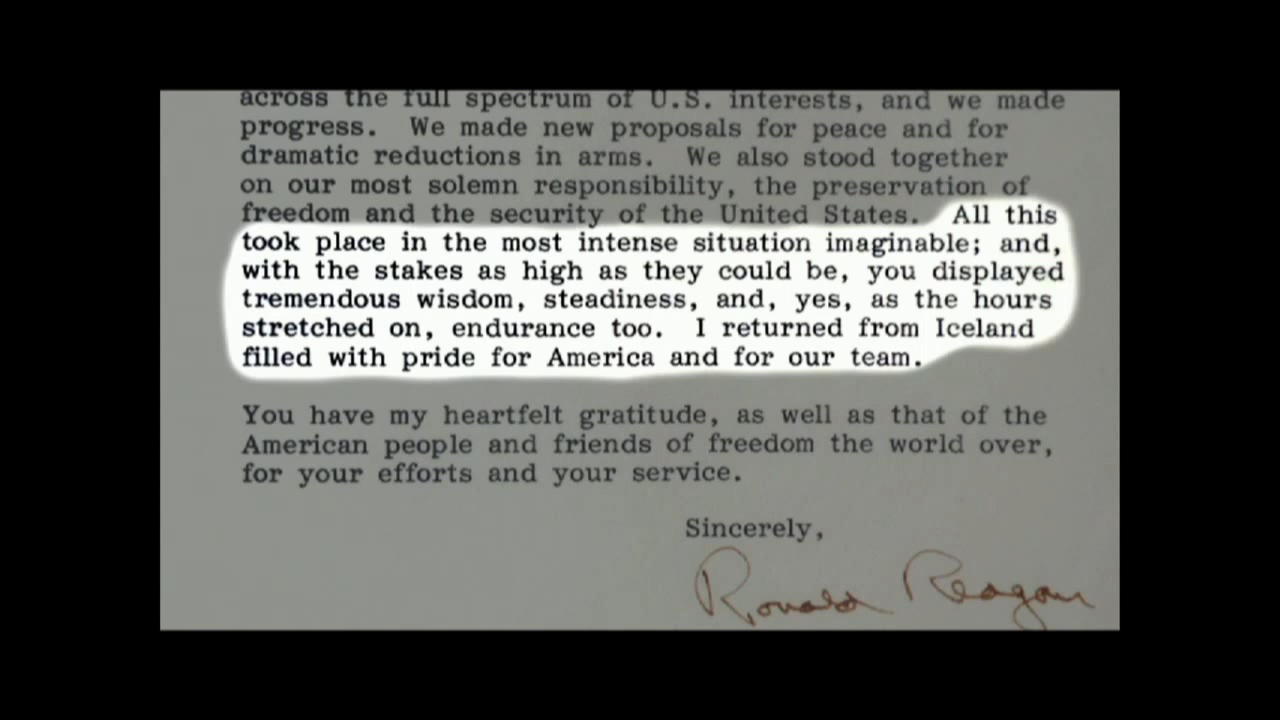 across the full spectrum of U.S. interests, and we made
progress. We made new proposals for peace and for
dramatic reductions in arms. We also stood together
on our most solemn responsibility, the preservation of
freedom and the security of the United States. All this
took place in the most intense situation imaginable; and,
with the stakes as high as they could be, you displayed
tremendous wisdom, steadiness, and, yes, as the hours
stretched on, endurance too. I returned from Iceland
filled with pride for America and for our team.
You have my heartfelt gratitude, as well as that of the
American people and friends of freedom the world over,
for your efforts and your service.
Sincerely,
Ronald Reagan